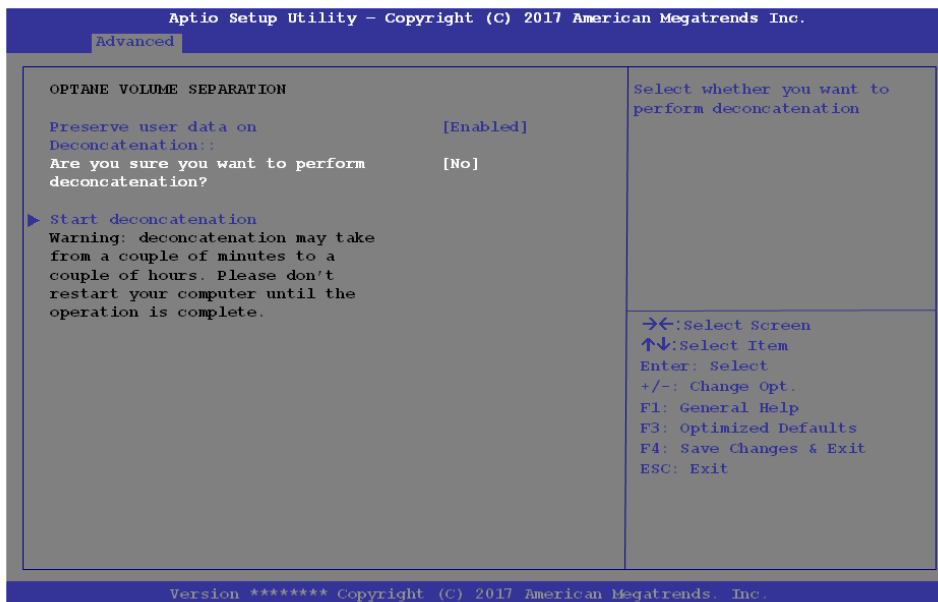 Aptio Setup Utility – Copyright (C) 2017 American Megatrends Inc.
Advanced
OPTANE VOLUME SEPARATION
Preserve user data on [Enabled]
Deconcatenation::
Are you sure you want to perform [No]
deconcatenation?
Start deconcatenation
Warning: deconcatenation may take
from a couple of minutes to a
couple of hours. Please don't
restart your computer until the
operation is complete.
Select whether you want to
perform deconcatenation
→←:Select Screen
↑↓:Select Item
Enter: Select
+/-: Change Opt.
F1: General Help
F3: Optimized Defaults
F4: Save Changes & Exit
ESC: Exit
Version ******** Copyright (C) 2017 American Megatrends. Inc.